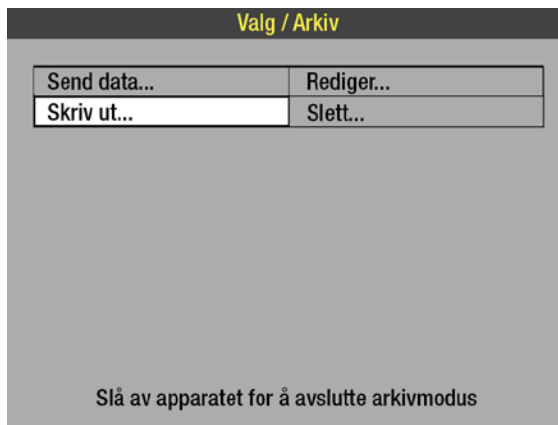 Valg / Arkiv
Send data... Rediger...
Skriv ut... Slett...
Slå av apparatet for å avslutte arkivmodus